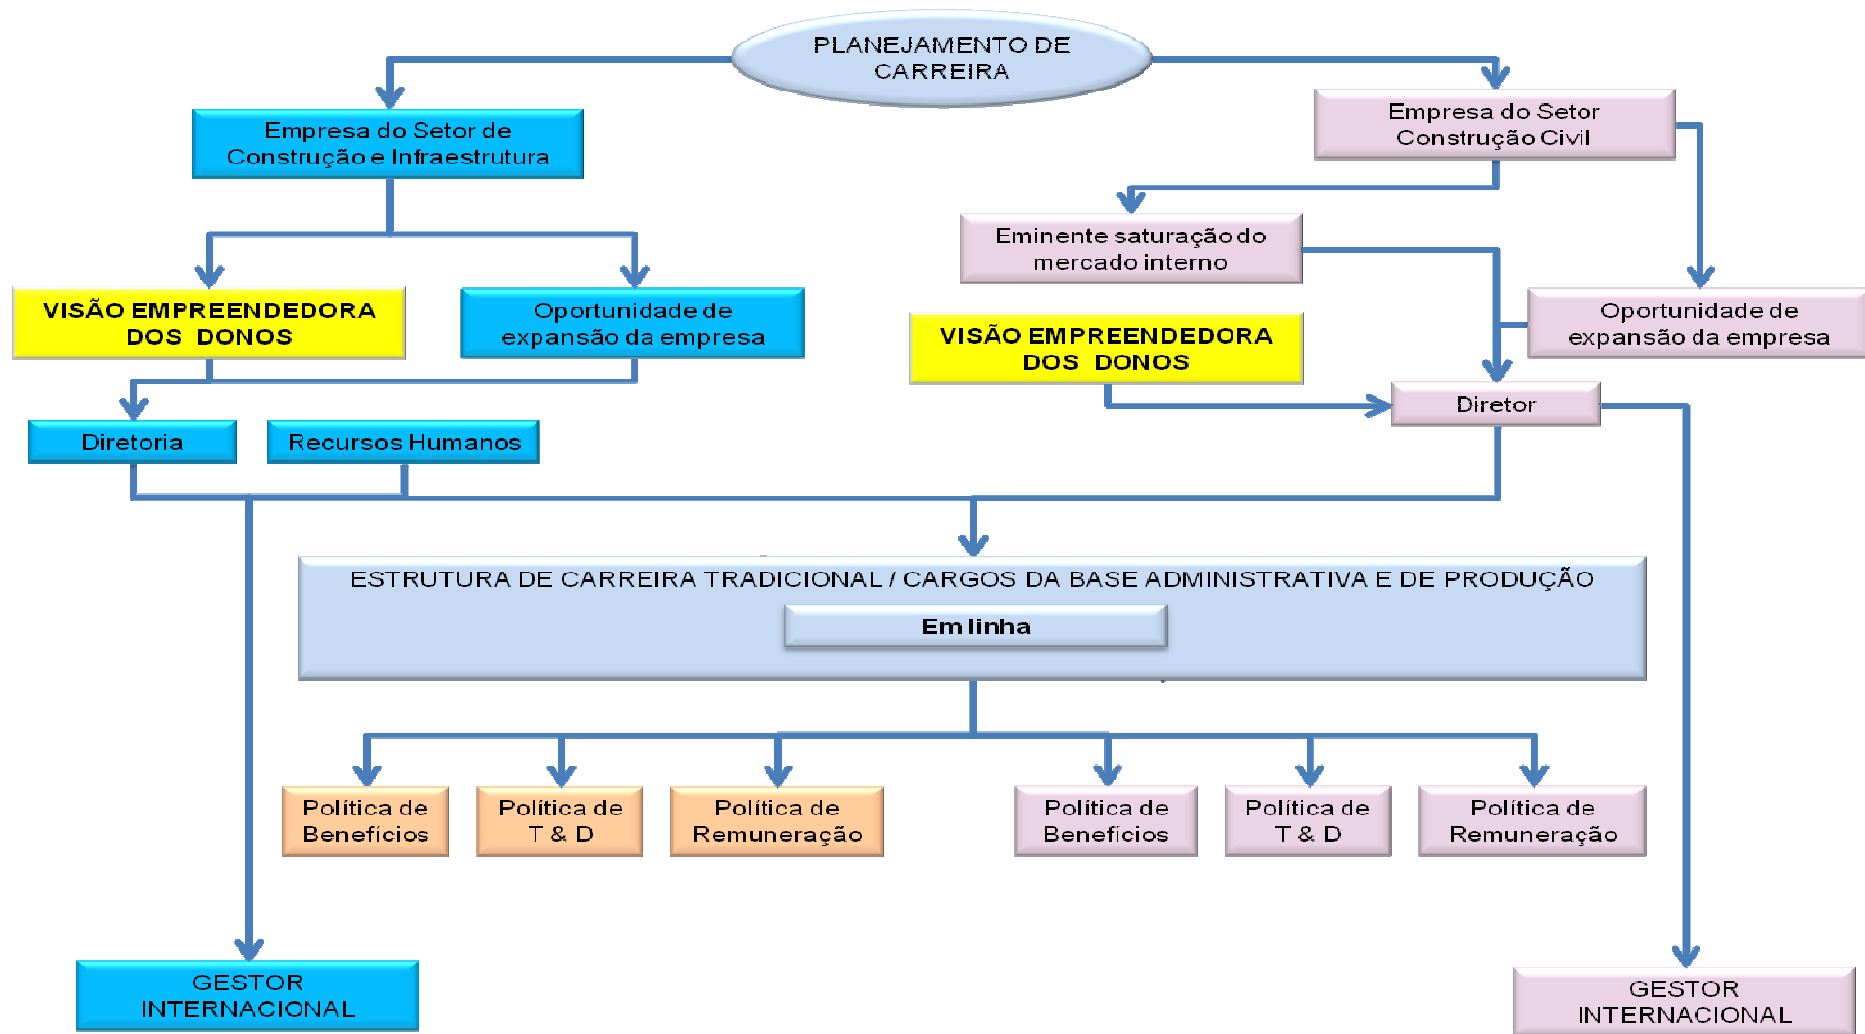 PLANEJAMENTO DE
CARREIRA
Empresa do Setor de
Construção e Infraestrutura
Empresa do Setor
Construção Civil
Eminente saturação do
mercado interno
VISÃO EMPREENDEDORA
DOS DONOS
Oportunidade de
expansão da empresa
VISÃO EMPREENDEDORA
DOS DONOS
Oportunidade de
expansão da empresa
Diretor
Diretoria
Recursos Humanos
ESTRUTURA DE CARREIRA TRADICIONAL / CARGOS DA BASE ADMINISTRATIVA E DE PRODUÇÃO
Em linha
Política de
Benefícios
Política de
T & D
Política de
Remuneração
Política de
Benefícios
Política de
T & D
Política de
Remuneração
GESTOR
INTERNACIONAL
GESTOR
INTERNACIONAL